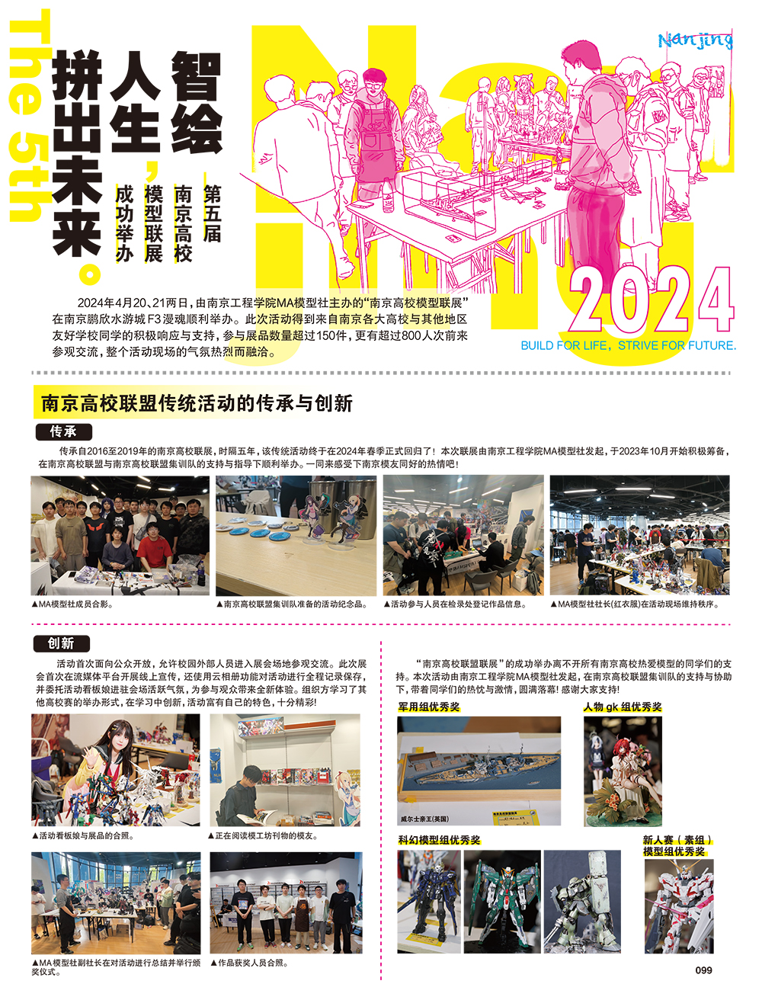 The 5th
智绘
人生，
拼出未来。
第五届
南京高校
模型联展
成功举办
Nanjing
Nanjing
2024
BUILD FOR LIFE, STRIVE FOR FUTURE.
2024年4月20、21两日，由南京工程学院MA模型社主办的“南京高校模型联展”
在南京鹏欣水游城F3漫魂顺利举办。此次活动得到来自南京各大高校与其他地区
友好学校同学的积极响应与支持，参与展品数量超过150件，更有超过800人次前来
参观交流，整个活动现场的气氛热烈而融洽。
南京高校联盟传统活动的传承与创新
传承
传承自2016至2019年的南京高校联展，时隔五年，该传统活动终于在2024年春季正式回归了！本次联展由南京工程学院MA模型社发起，于2023年10月开始积极筹备，
在南京高校联盟与南京高校联盟集训队的支持与指导下顺利举办。一同来感受下南京模友同好的热情吧！
▲MA模型社成员合影。
▲南京高校联盟集训队准备的活动纪念品。
▲活动参与人员在检录处登记作品信息。
▲MA模型社社长(红衣服)在活动现场维持秩序。
创新
活动首次面向公众开放，允许校园外部人员进入展会场地参观交流。此次展
会首次在流媒体平台开展线上宣传，还使用云相册功能对活动进行全程记录保存，
并委托活动看板娘进驻会场活跃气氛，为参与观众带来全新体验。组织方学习了其
他高校赛的举办形式，在学习中创新，活动富有自己的特色，十分精彩！
▲活动看板娘与展品的合照。
▲正在阅读模工坊刊物的模友。
▲MA模型社副社长在对活动进行总结并举行颁
奖仪式。
▲作品获奖人员合照。
“南京高校联盟联展”的成功举办离不开所有南京高校热爱模型的同学们的支
持。本次活动由南京工程学院MA模型社发起，在南京高校联盟集训队的支持与协助
下，带着同学们的热忱与激情，圆满落幕！感谢大家支持！
军用组优秀奖
威尔士亲王(英国)
人物gk组优秀奖
科幻模型组优秀奖
新人赛（素组）
模型组优秀奖
099